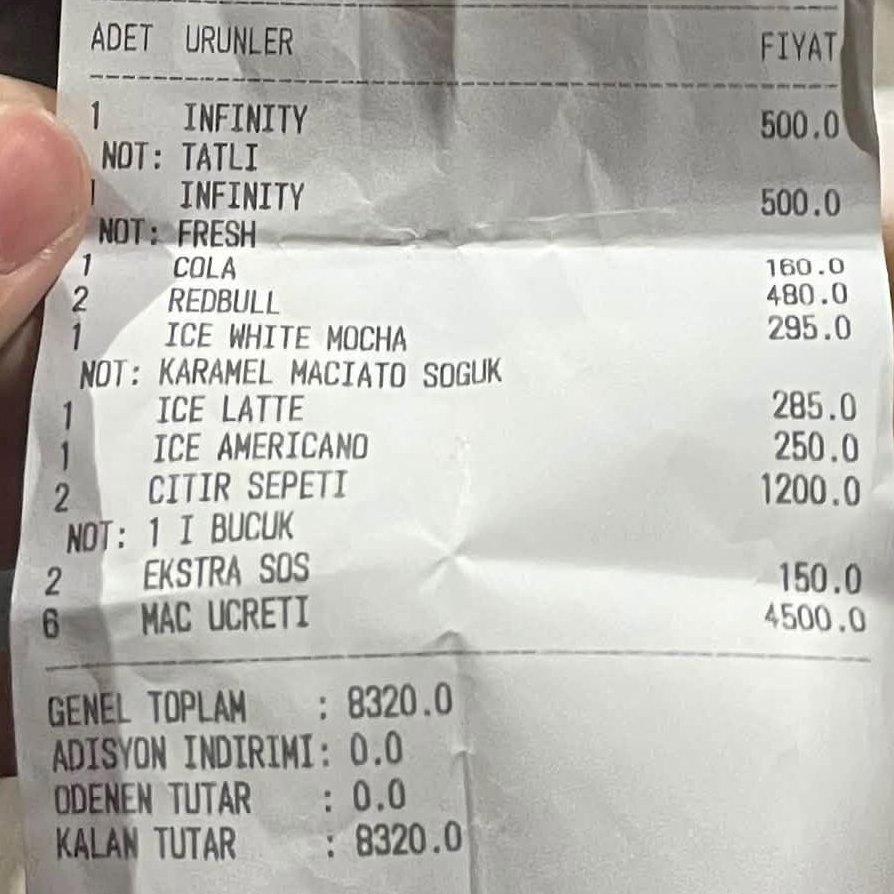 ADET URUNLER FIYAT
1 INFINITY 500.0
NOT: TATLI
1 INFINITY 500.0
NOT: FRESH
1 COLA 160.0
2 REDBULL 480.0
1 ICE WHITE MOCHA 295.0
NOT: KARAMEL MACIATO SOGUK
1 ICE LATTE 285.0
1 ICE AMERICANO 250.0
2 CITIR SEPETI 1200.0
NOT: 1 I BUCUK
2 EKSTRA SOS 150.0
6 MAC UCRETI 4500.0
GENEL TOPLAM : 8320.0
ADISYON INDIRIMI: 0.0
ODENEN TUTAR : 0.0
KALAN TUTAR : 8320.0